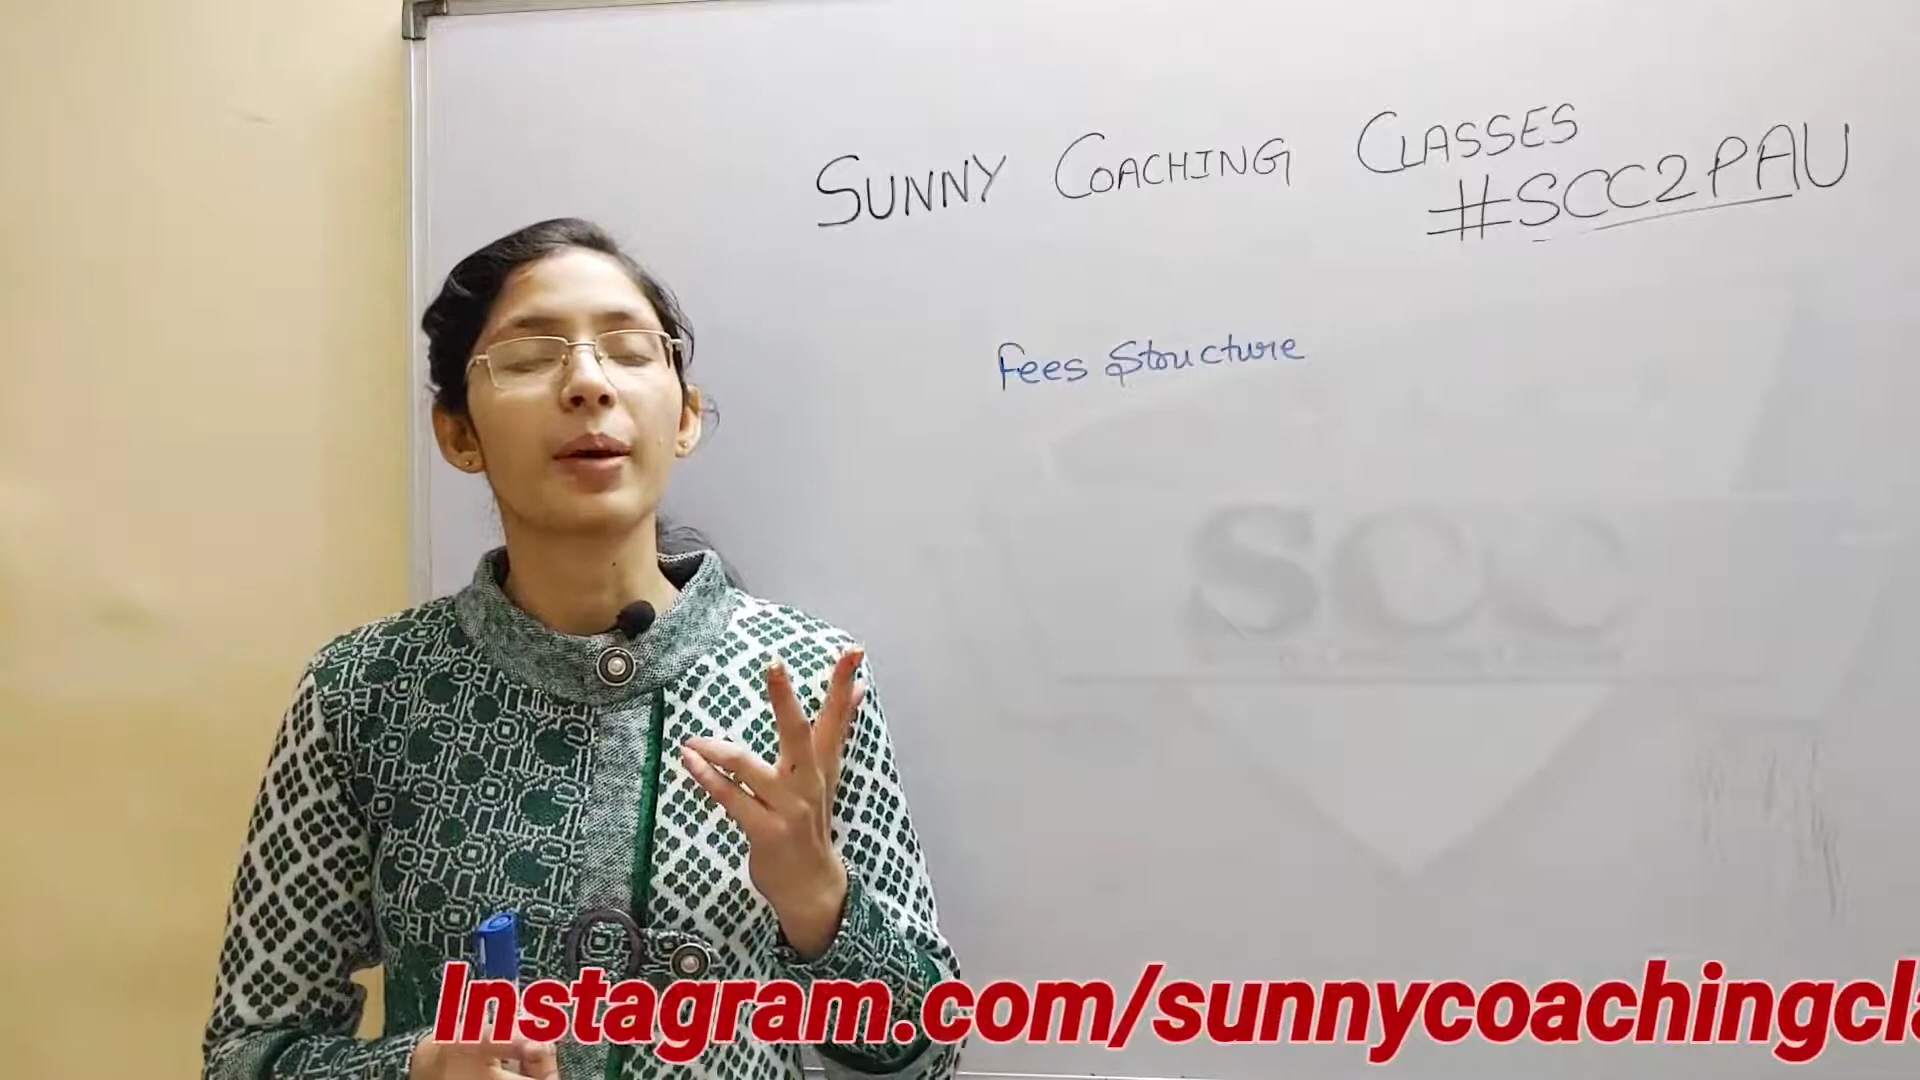 SUNNY COACHING CLASSES
#SCC2PAU
Fees Structure
SCC
Instagram.com/sunnycoachingcla